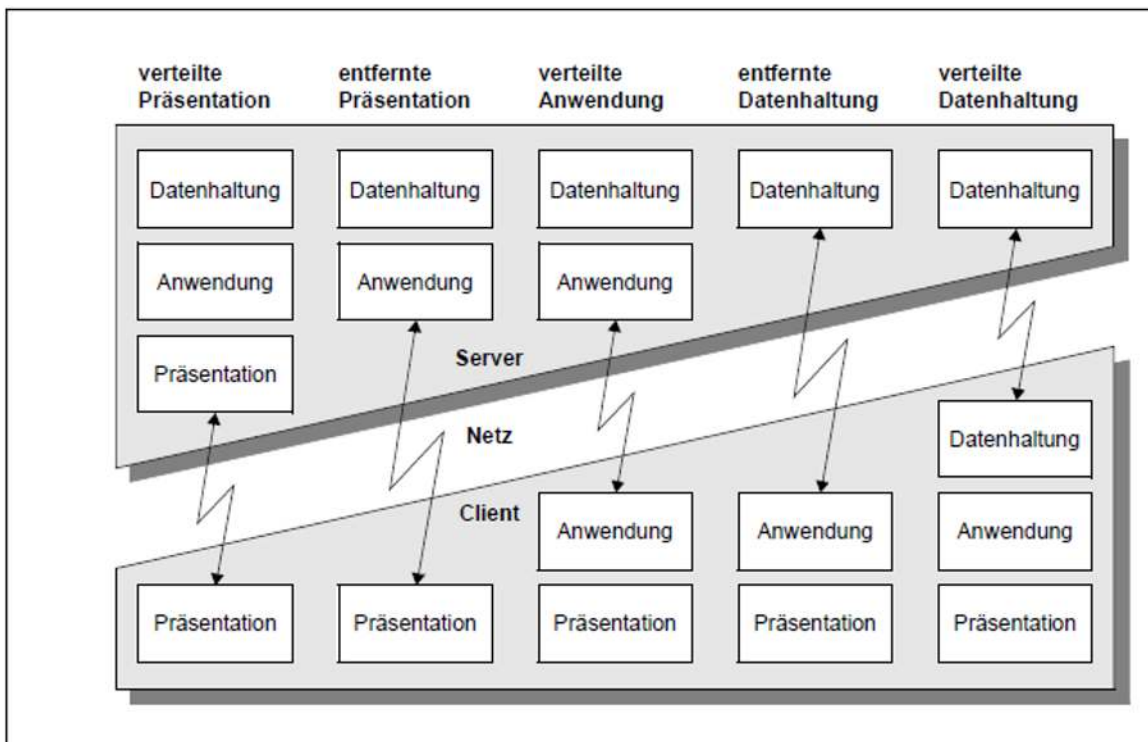 verteilte
Präsentation
entfernte
Präsentation
verteilte
Anwendung
entfernte
Datenhaltung
verteilte
Datenhaltung
Datenhaltung
Datenhaltung
Datenhaltung
Datenhaltung
Datenhaltung
Anwendung
Anwendung
Anwendung
Präsentation
Server
Netz
Datenhaltung
Client
Anwendung
Anwendung
Anwendung
Präsentation
Präsentation
Präsentation
Präsentation
Präsentation